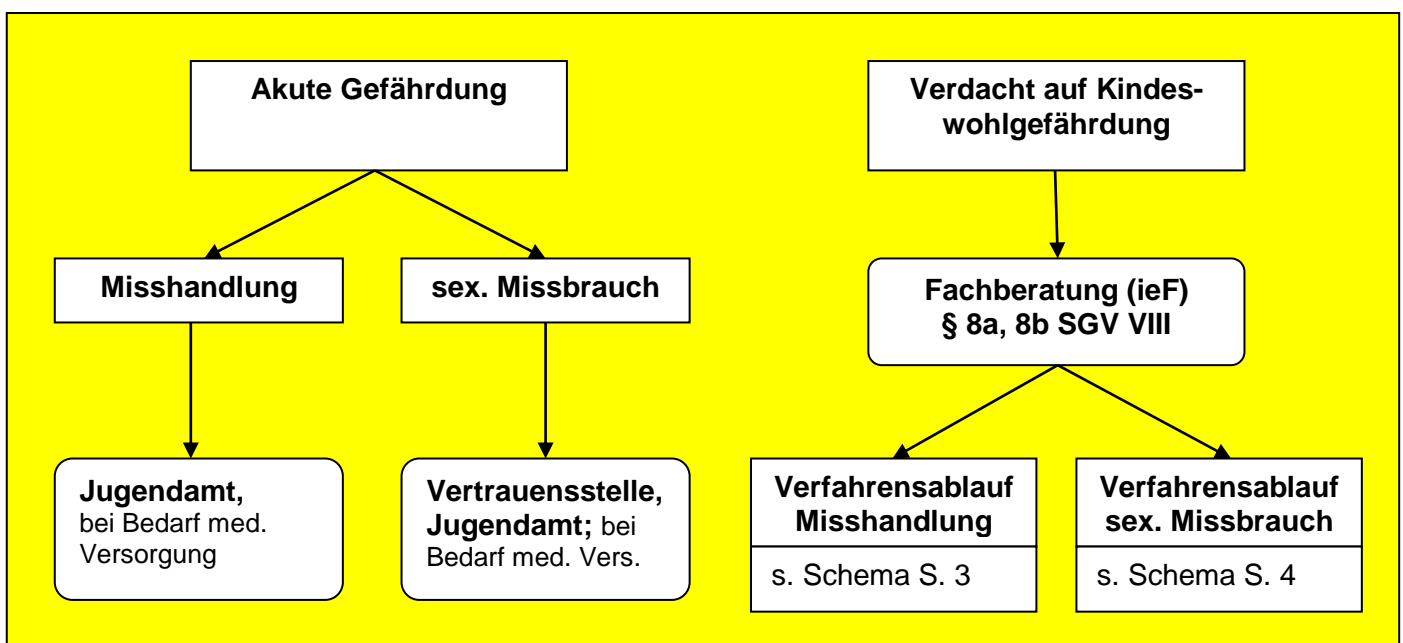 Akute Gefährdung
Verdacht auf Kindes-
wohlgefährdung
Misshandlung
sex. Missbrauch
Fachberatung (ieF)
§ 8a, 8b SGV VIII
Jugendamt,
bei Bedarf med.
Versorgung
Vertrauensstelle,
Jugendamt; bei
Bedarf med. Vers.
Verfahrensablauf
Misshandlung
s. Schema S. 3
Verfahrensablauf
sex. Missbrauch
s. Schema S. 4